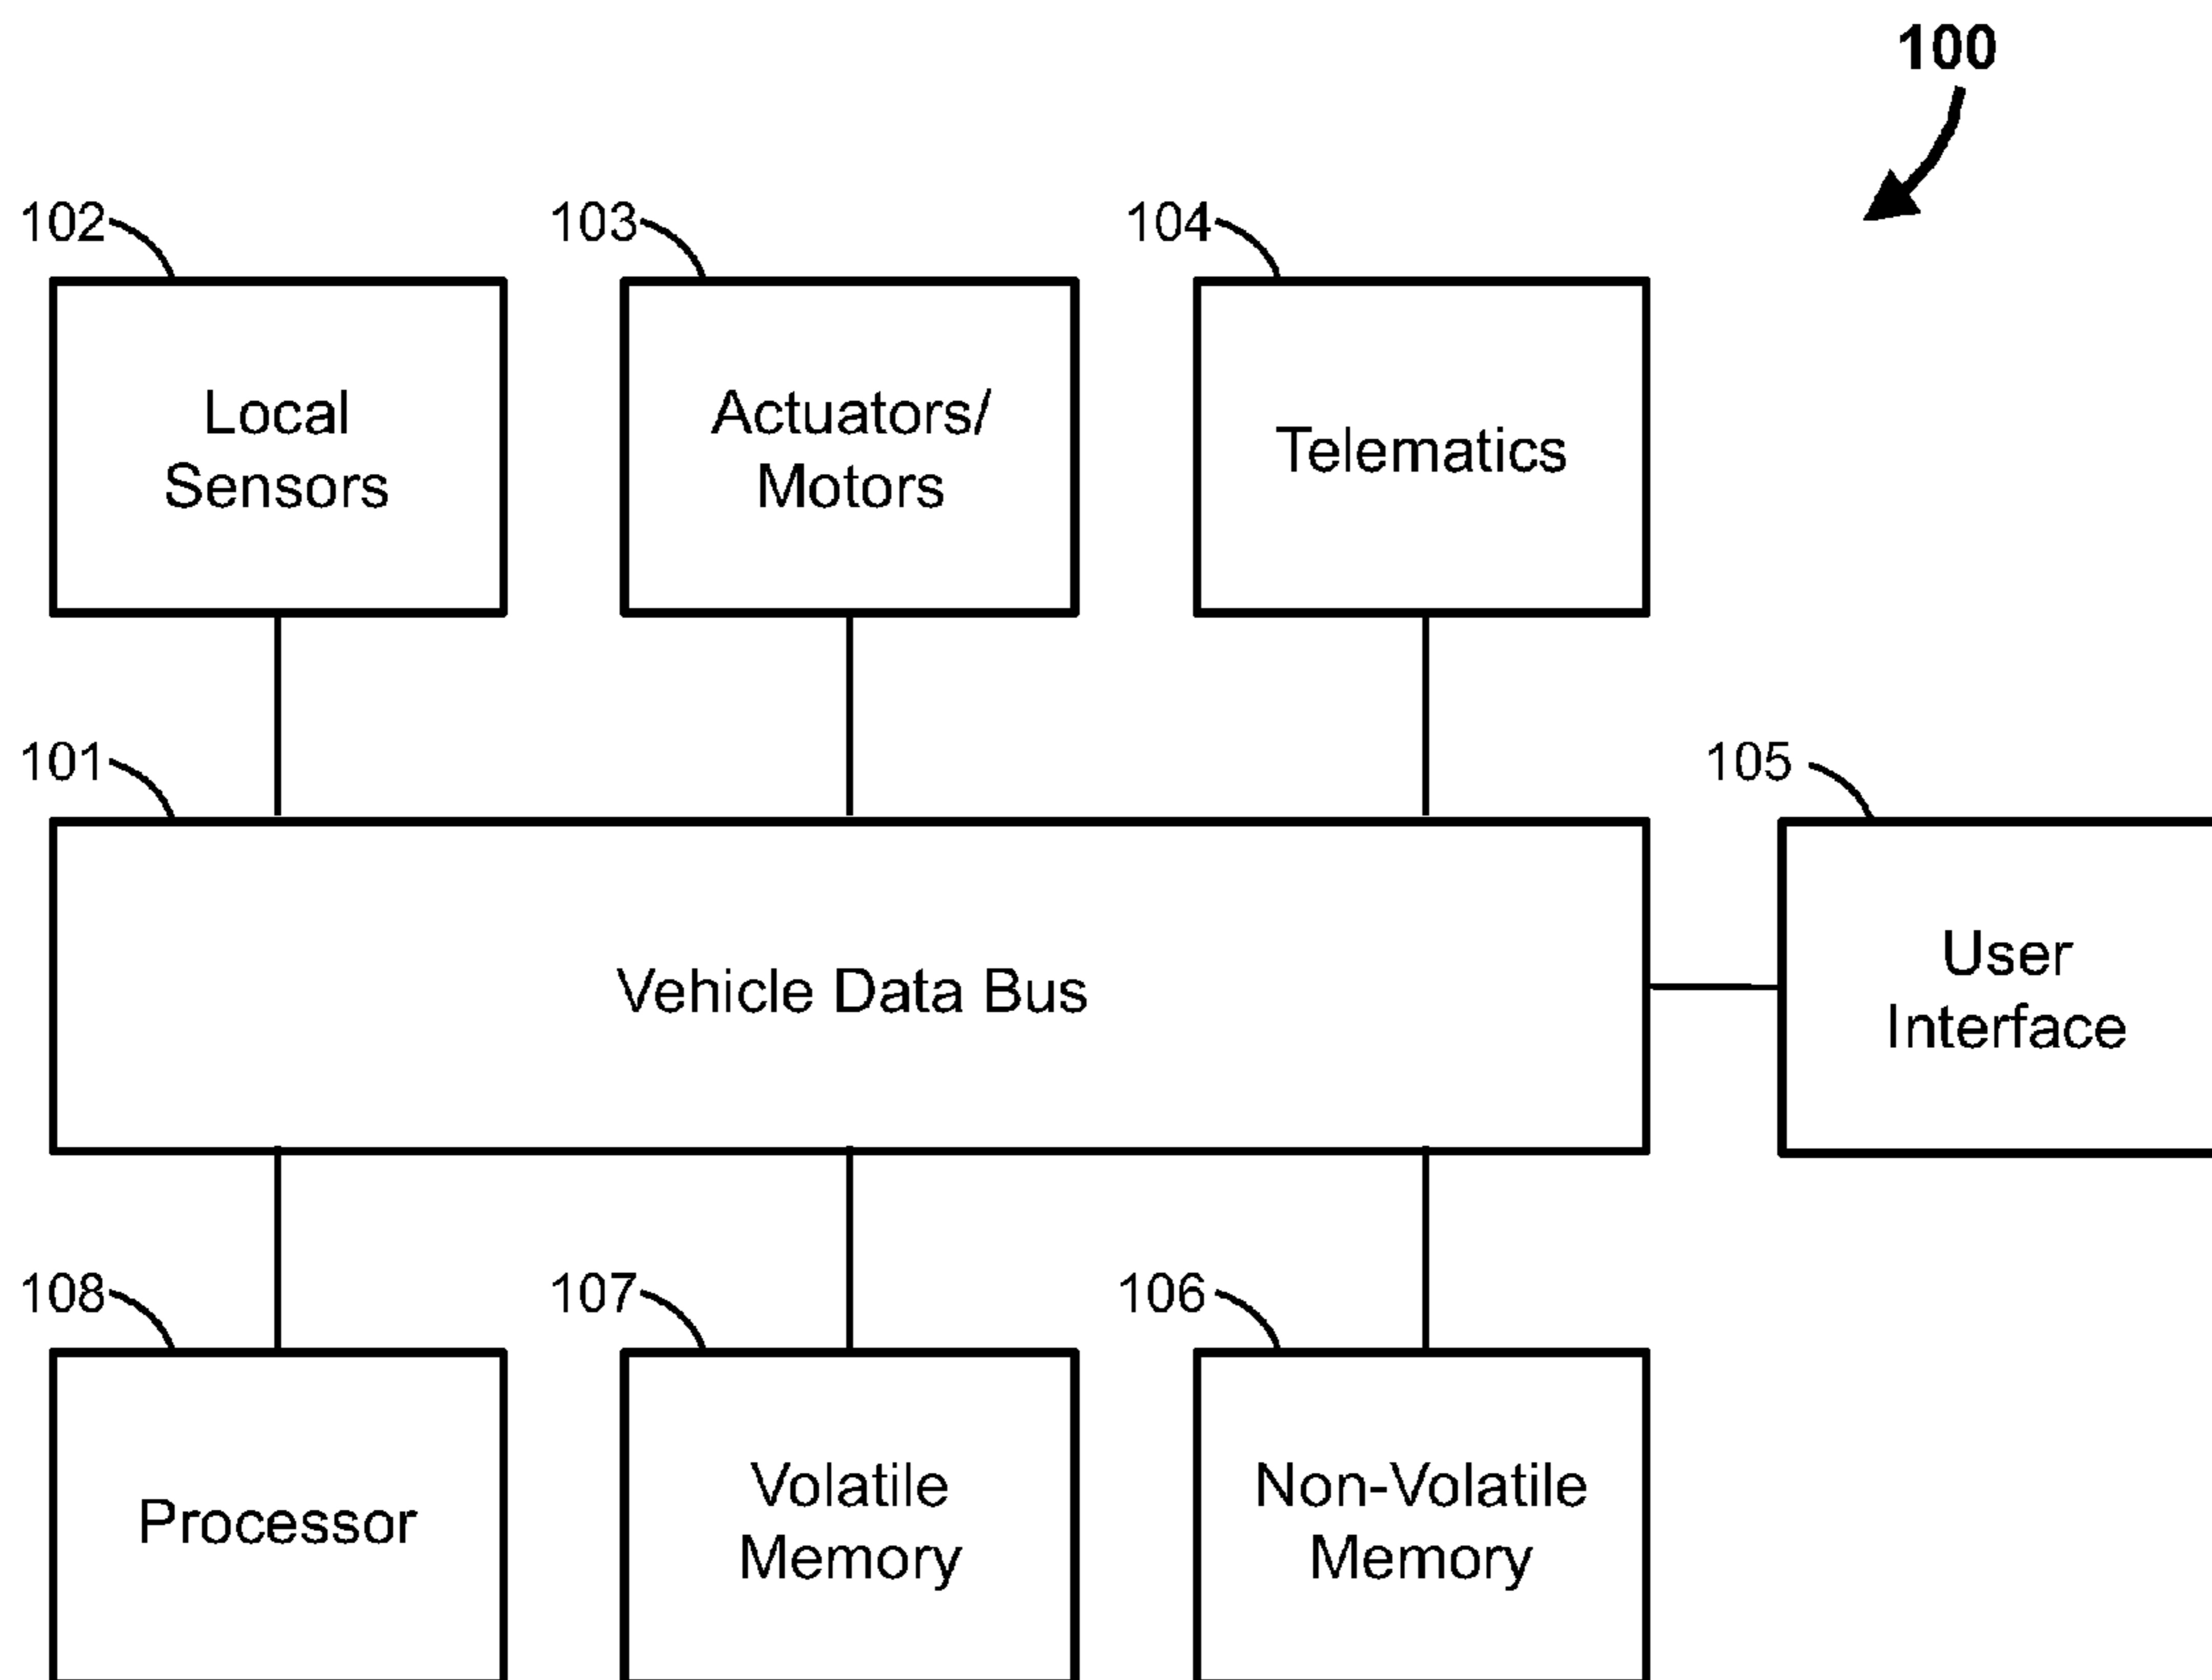 100
102
103
104
Local
Sensors
Actuators/
Motors
Telematics
101
105
Vehicle Data Bus
User
Interface
108
107
106
Processor
Volatile
Memory
Non-Volatile
Memory